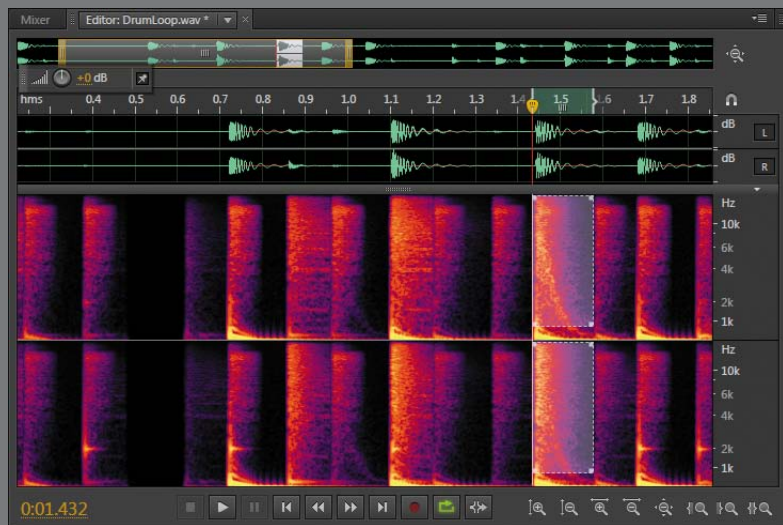 Mixer Editor: DrumLoop.wav *
+0 dB
hms 0.4 0.5 0.6 0.7 0.8 0.9 1.0 1.1 1.2 1.3 1.4 1.5 1.6 1.7 1.8
dB L
dB R
Hz
10k
6k
4k
2k
1k
Hz
10k
6k
4k
2k
1k
0:01.432